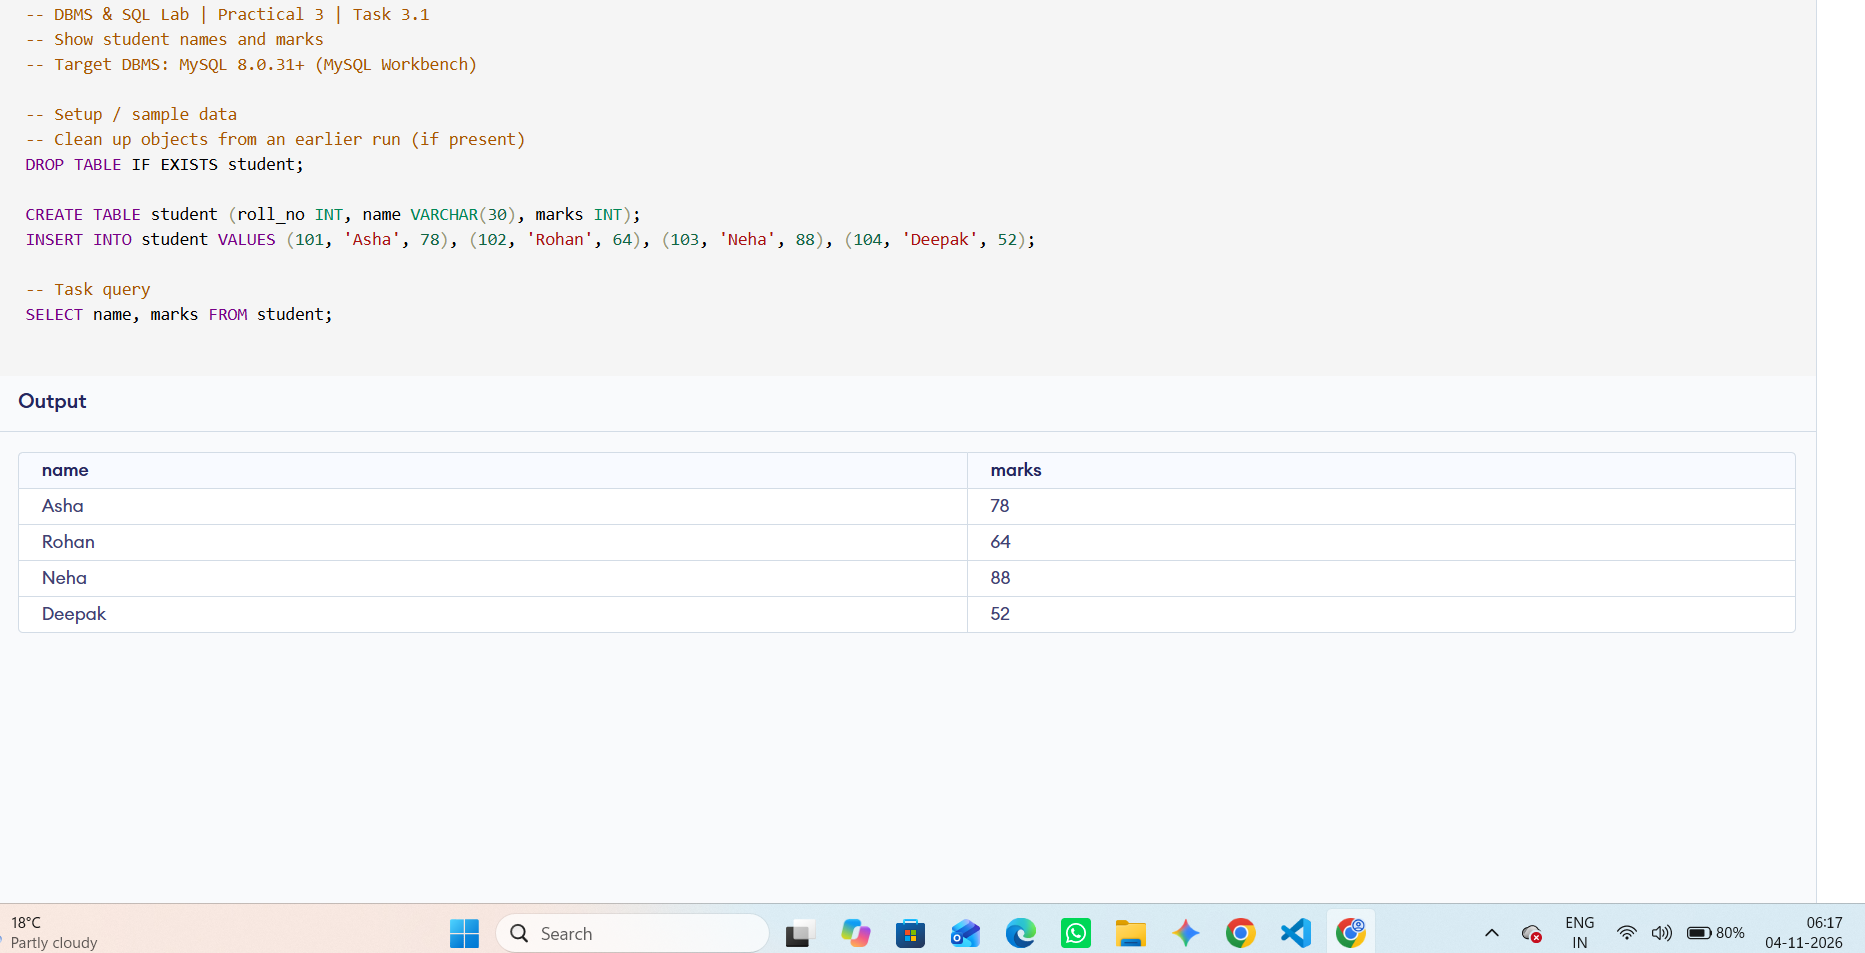 -- DBMS & SQL Lab | Practical 3 | Task 3.1
-- Show student names and marks
-- Target DBMS: MySQL 8.0.31+ (MySQL Workbench)
-- Setup / sample data
-- Clean up objects from an earlier run (if present)
DROP TABLE IF EXISTS student;
CREATE TABLE student (roll_no INT, name VARCHAR(30), marks INT);
INSERT INTO student VALUES (101, 'Asha', 78), (102, 'Rohan', 64), (103, 'Neha', 88), (104, 'Deepak', 52);
-- Task query
SELECT name, marks FROM student;
Output
name marks
Asha 78
Rohan 64
Neha 88
Deepak 52
18°C
Partly cloudy
Search
ENG
IN
80%
06:17
04-11-2026